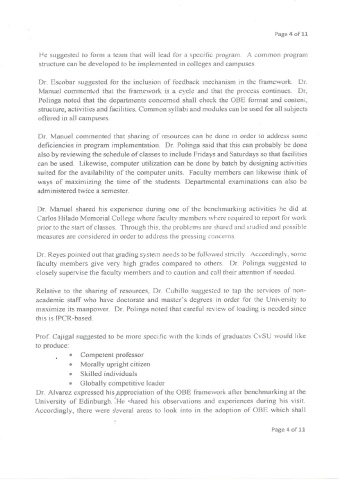 Page 4 of 11
He suggested to form a team that will lead for a specific program. A common program
structure can be developed to be implemented in colleges and campuses.
Dr. Escobar suggested for the inclusion of feedback mechanism in the framework. Dr.
Manuel commented that the framework is a cycle and that the process continues. Dr.
Polinga noted that the departments concerned shall check the OBE format and content,
structure, activities and facilities. Common syllabi and modules can be used for all subjects
offered in all campuses.
Dr. Manuel commented that sharing of resources can be done in order to address some
deficiencies in program implementation. Dr. Polinga said that this can probably be done
also by reviewing the schedule of classes to include Fridays and Saturdays so that facilities
can be used. Likewise, computer utilization can be done by batch by designing activities
suited for the availability of the computer units. Faculty members can likewise think of
ways of maximizing the time of the students. Departmental examinations can also be
administered twice a semester.
Dr. Manuel shared his experience during one of the benchmarking activities he did at
Carlos Hilado Memorial College where faculty members where required to report for work
prior to the start of classes. Through this, the problems are shared and studied and possible
measures are considered in order to address the pressing concerns.
Dr. Reyes pointed out that grading system needs to be followed strictly. Accordingly, some
faculty members give very high grades compared to others. Dr. Polinga suggested to
closely supervise the faculty members and to caution and call their attention if needed.
Relative to the sharing of resources, Dr. Cubillo suggested to tap the services of non-
academic staff who have doctorate and master's degrees in order for the University to
maximize its manpower. Dr. Polinga noted that careful review of loading is needed since
this is IPCR-based.
Prof. Cajigal suggested to be more specific with the kinds of graduates CvSU would like
to produce:
• Competent professor
• Morally upright citizen
• Skilled individuals
• Globally competitive leader
Dr. Alvarez expressed his appreciation of the OBE framework after benchmarking at the
University of Edinburgh. He shared his observations and experiences during his visit.
Accordingly, there were several areas to look into in the adoption of OBE which shall
Page 4 of 11